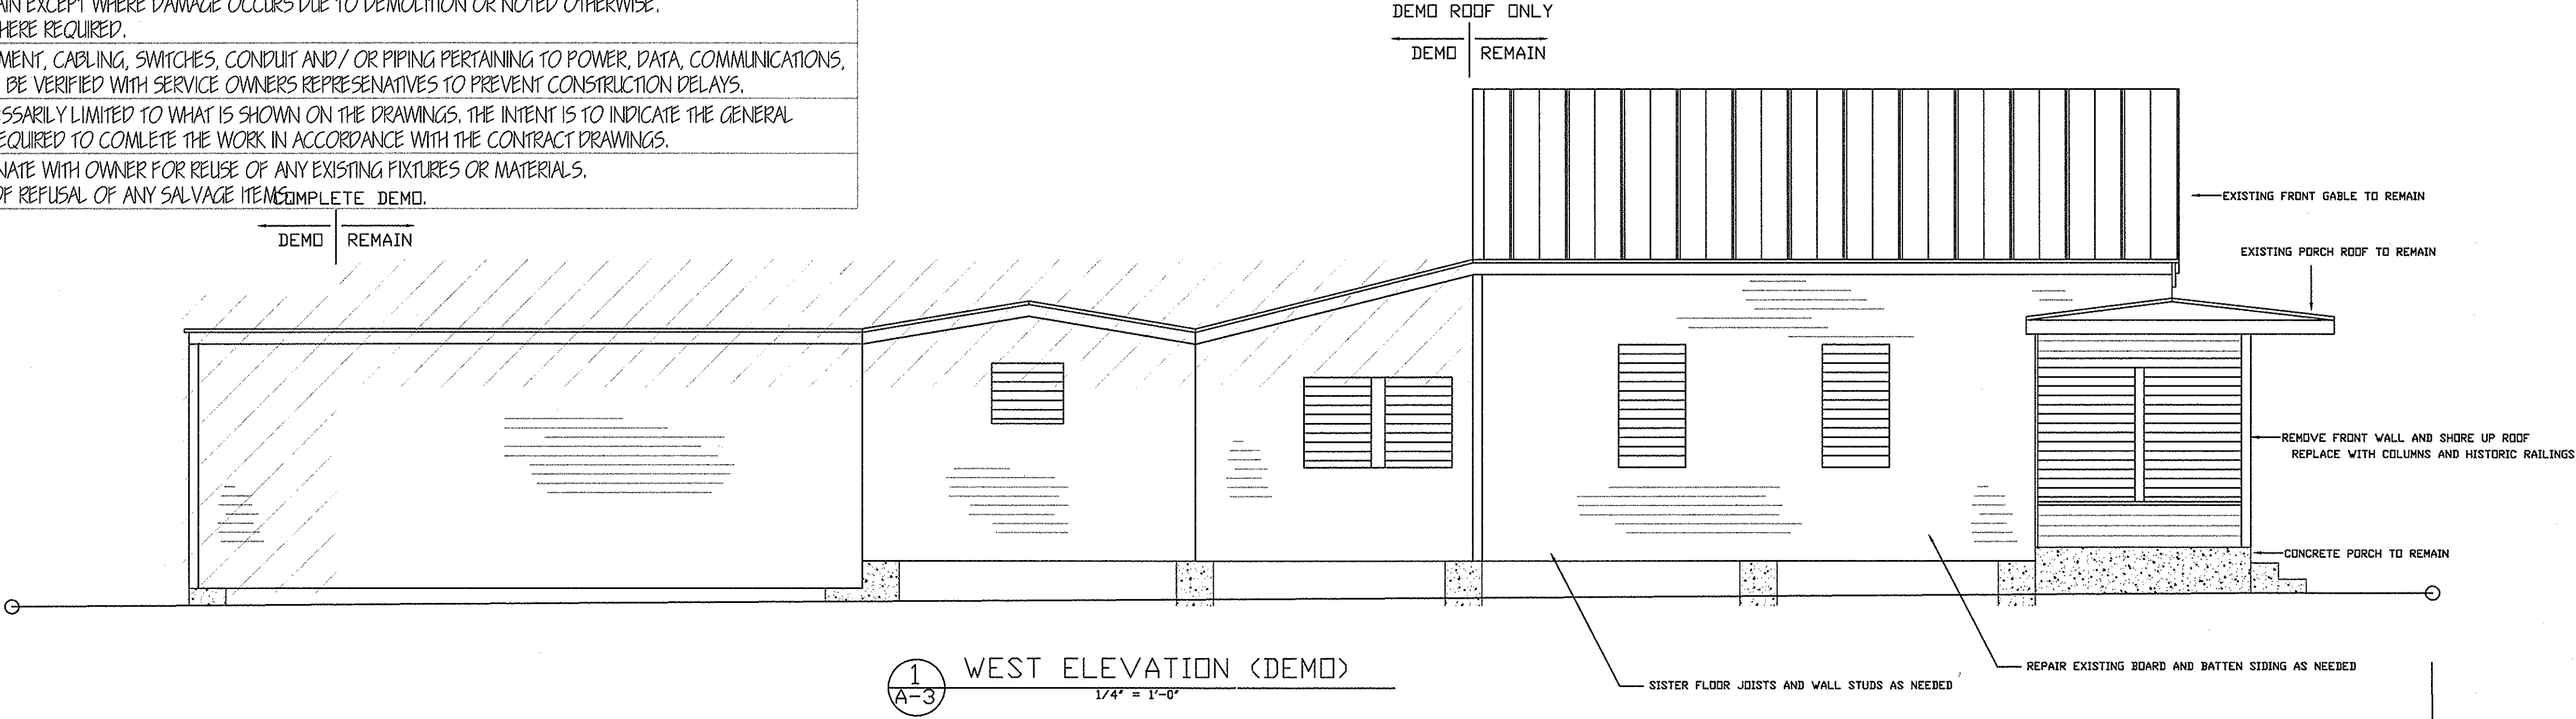 AIN EXCEPT WHERE DAMAGE OCCURS DUE TO DEMOLITION OR NOTED OTHERWISE.
HERE REQUIRED.
MENT, CABLING, SWITCHES, CONDUIT AND/ OR PIPING PERTAINING TO POWER, DATA, COMMUNICATIONS,
BE VERIFIED WITH SERVICE OWNERS REPRESENATIVES TO PREVENT CONSTRUCTION DELAYS.
SSARILY LIMITED TO WHAT IS SHOWN ON THE DRAWINGS. THE INTENT IS TO INDICATE THE GENERAL
EQUIRED TO COMLETE THE WORK IN ACCORDANCE WITH THE CONTRACT DRAWINGS.
NATE WITH OWNER FOR REUSE OF ANY EXISTING FIXTURES OR MATERIALS.
OF REFUSAL OF ANY SALVAGE ITEMS.
COMPLETE DEMO.
DEMO REMAIN
DEMO ROOF ONLY
DEMO REMAIN
EXISTING FRONT GABLE TO REMAIN
EXISTING PORCH ROOF TO REMAIN
REMOVE FRONT WALL AND SHORE UP ROOF
REPLACE WITH COLUMNS AND HISTORIC RAILINGS
CONCRETE PORCH TO REMAIN
REPAIR EXISTING BOARD AND BATTEN SIDING AS NEEDED
SISTER FLOOR JOISTS AND WALL STUDS AS NEEDED
1
A-3
WEST ELEVATION (DEMO)
1/4" = 1'-0"